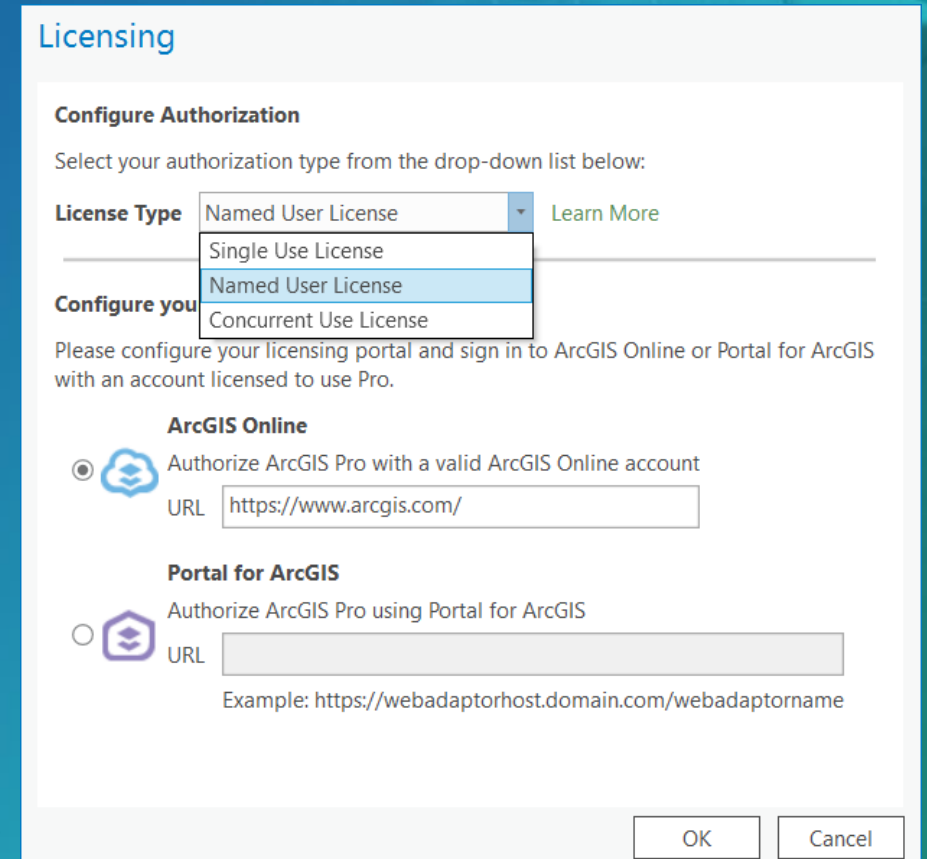 Licensing
Configure Authorization
Select your authorization type from the drop-down list below:
License Type Named User License Learn More
Single Use License
Named User License
Configure you
Concurrent Use License
Please configure your licensing portal and sign in to ArcGIS Online or Portal for ArcGIS
with an account licensed to use Pro.
ArcGIS Online
Authorize ArcGIS Pro with a valid ArcGIS Online account
URL https://www.arcgis.com/
Portal for ArcGIS
Authorize ArcGIS Pro using Portal for ArcGIS
URL
Example: https://webadaptorhost.domain.com/webadaptorname
OK Cancel